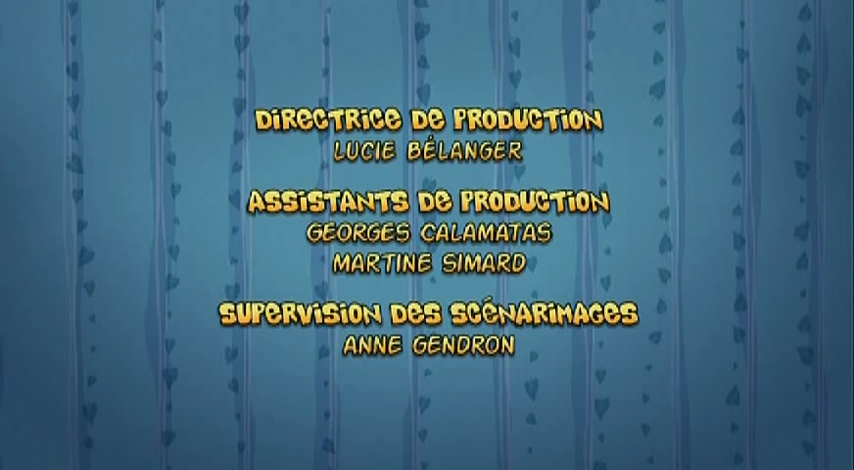 DIRECTRICE DE PRODUCTION
LUCIE BÉLANGER
ASSISTANTS DE PRODUCTION
GEORGES CALAMATAS
MARTINE SIMARD
SUPERVISION DES SCÉNARIMAGES
ANNE GENDRON